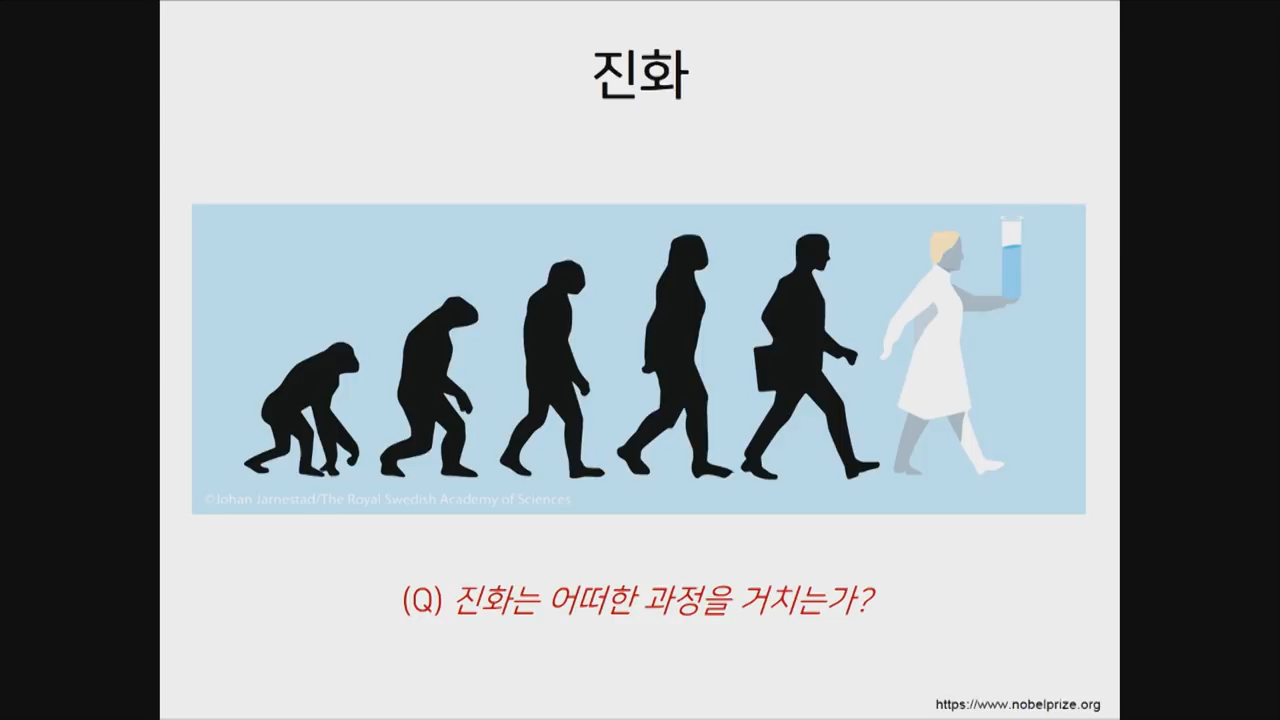 진화
©Johan Jarnestad/The Royal Swedish Academy of Sciences
(Q) 진화는 어떠한 과정을 거치는가?
https://www.nobelprize.org